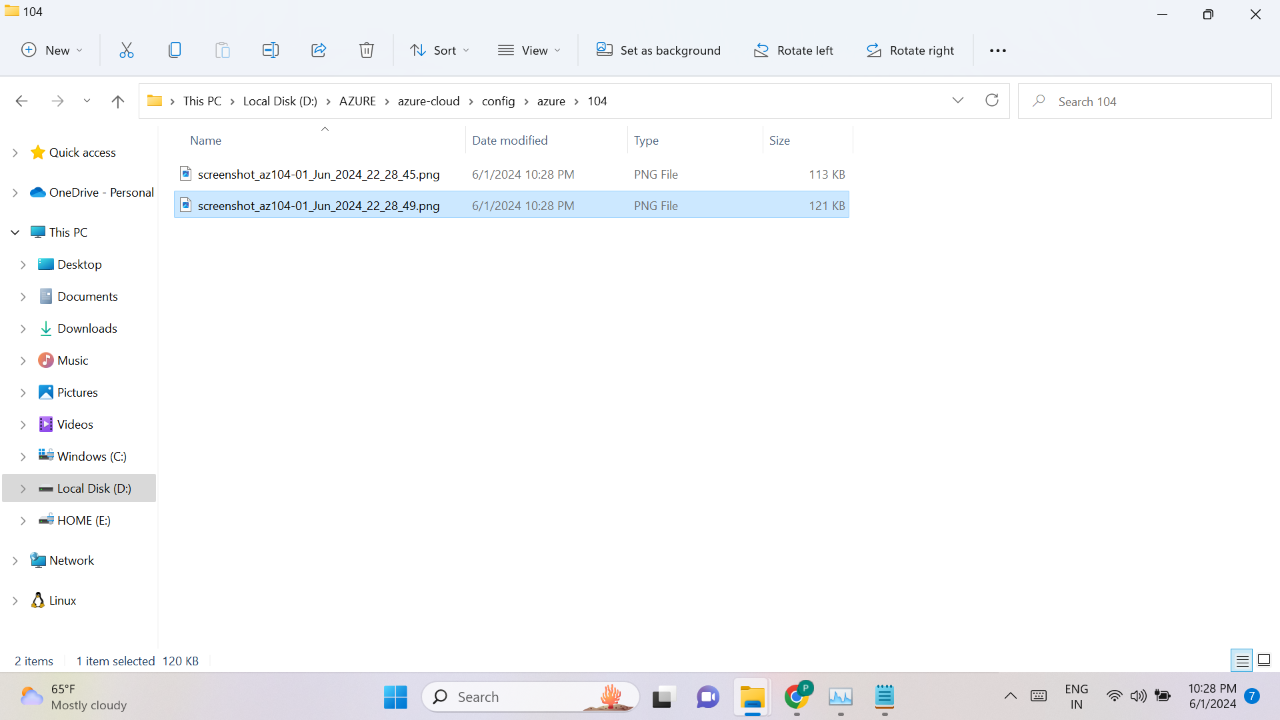 104
New
Sort
View
Set as background
Rotate left
Rotate right
This PC
Local Disk (D:)
AZURE
azure-cloud
config
azure
104
Search 104
Name
Date modified
Type
Size
screenshot_az104-01_Jun_2024_22_28_45.png
6/1/2024 10:28 PM
PNG File
113 KB
screenshot_az104-01_Jun_2024_22_28_49.png
6/1/2024 10:28 PM
PNG File
121 KB
Quick access
OneDrive - Personal
This PC
Desktop
Documents
Downloads
Music
Pictures
Videos
Windows (C:)
Local Disk (D:)
HOME (E:)
Network
Linux
2 items
1 item selected 120 KB
65°F
Mostly cloudy
Search
P
ENG
IN
10:28 PM
6/1/2024
7